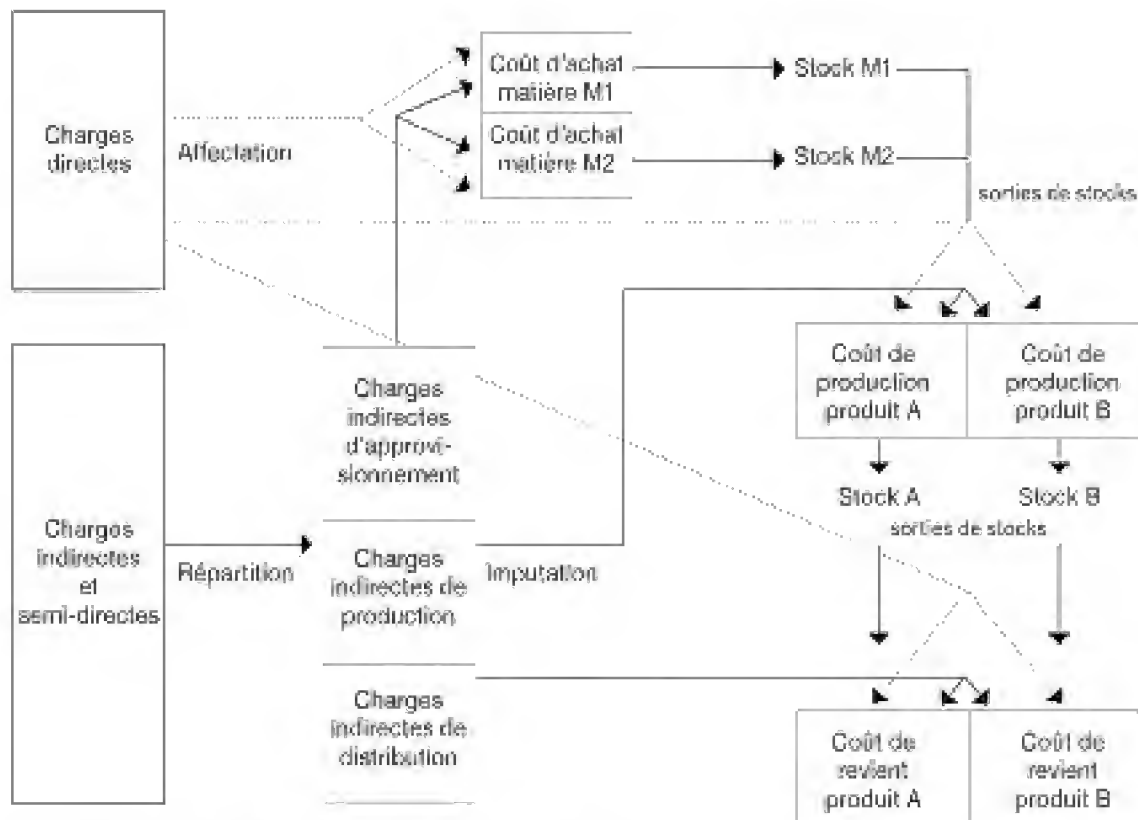 Charges
directes
Affectation
Coût d'achat
matière M1
Coût d'achat
matière M2
Stock M1
Stock M2
sorties de stocks
Charges
indirectes
et
semi-directes
Répartition
Charges
indirectes
d'approvi-
sionnement
Charges
indirectes de
production
Charges
indirectes de
distribution
Imputation
Coût de
production
produit A
Coût de
production
produit B
Stock A
Stock B
sorties de stocks
Coût de
revient
produit A
Coût de
revient
produit B